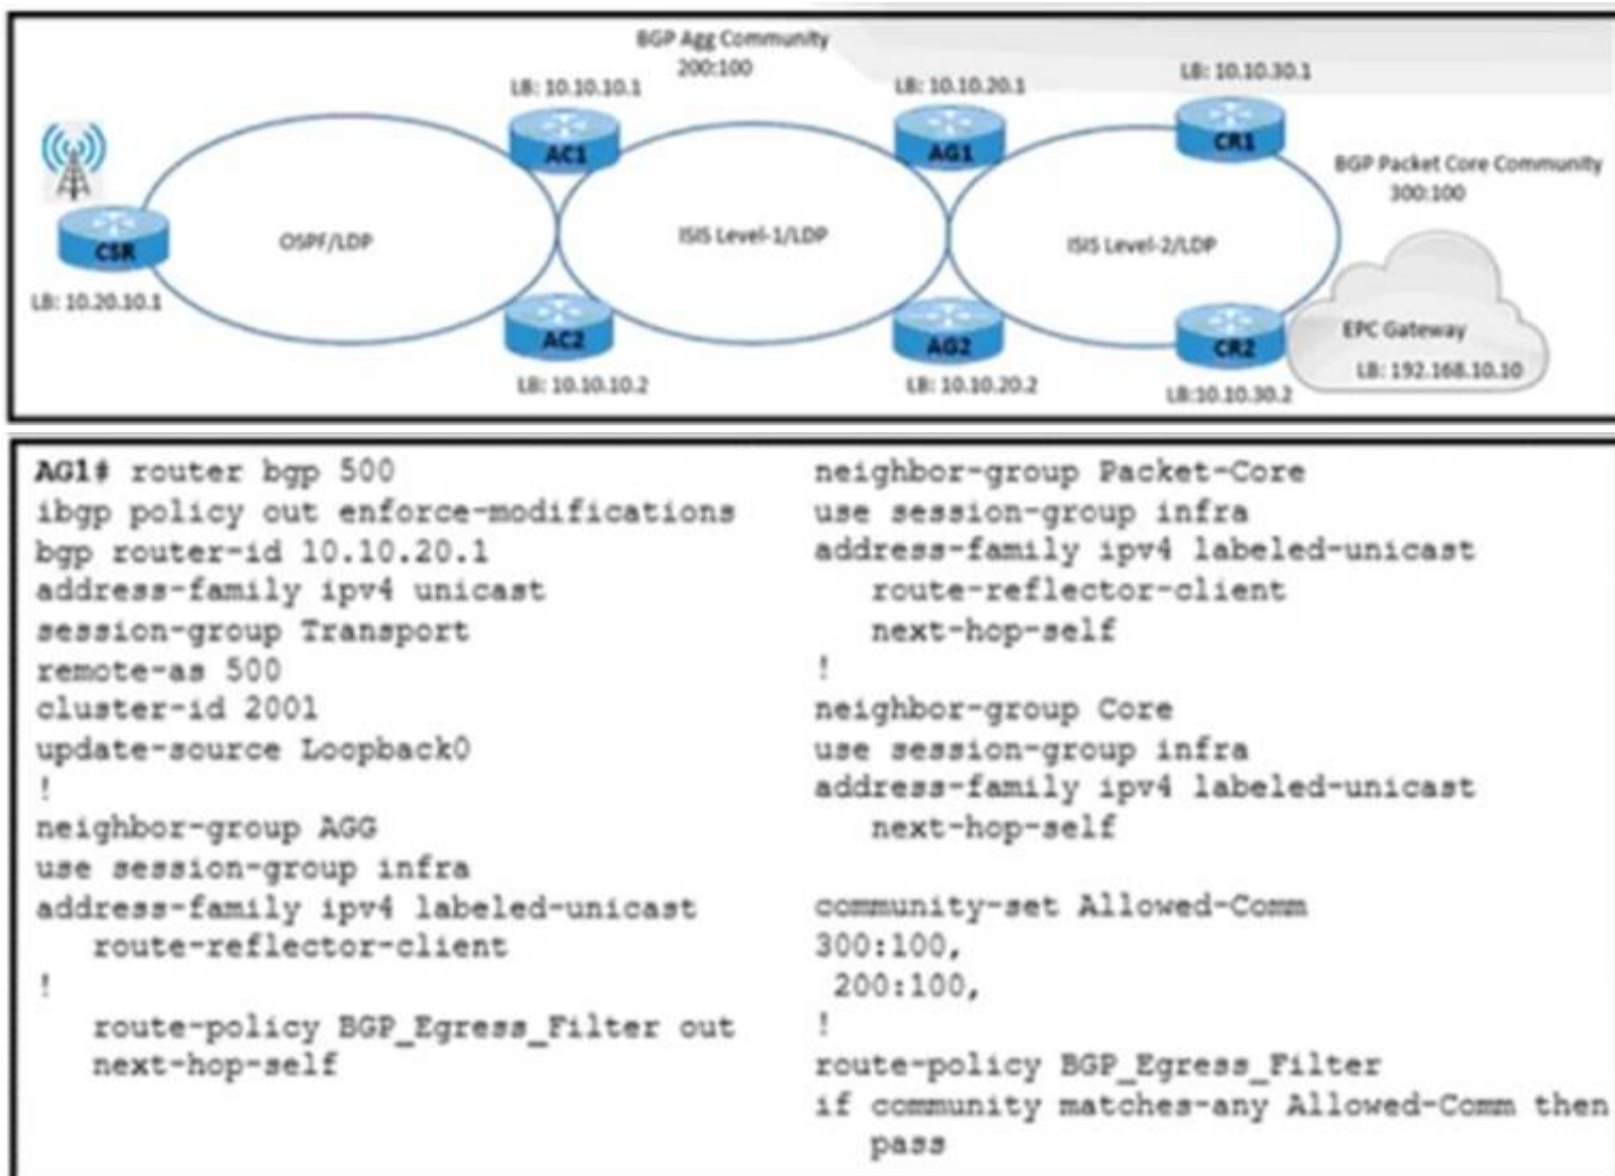 BGP Agg Community
200:100
LB: 10.10.10.1
LB: 10.10.20.1
LB: 10.10.30.1
AC1
AG1
CR1
BGP Packet Core Community
300:100
CSR
OSPF/LDP
ISIS Level-1/LDP
ISIS Level-2/LDP
LB: 10.20.10.1
AC2
AG2
CR2
EPC Gateway
LB: 192.168.10.10
LB: 10.10.10.2
LB: 10.10.20.2
LB:10.10.30.2
AG1# router bgp 500
ibgp policy out enforce-modifications
bgp router-id 10.10.20.1
address-family ipv4 unicast
session-group Transport
remote-as 500
cluster-id 2001
update-source Loopback0
!
neighbor-group AGG
use session-group infra
address-family ipv4 labeled-unicast
route-reflector-client
!
route-policy BGP_Egress_Filter out
next-hop-self
neighbor-group Packet-Core
use session-group infra
address-family ipv4 labeled-unicast
route-reflector-client
next-hop-self
!
neighbor-group Core
use session-group infra
address-family ipv4 labeled-unicast
next-hop-self
community-set Allowed-Comm
300:100,
200:100,
!
route-policy BGP_Egress_Filter
if community matches-any Allowed-Comm then
pass